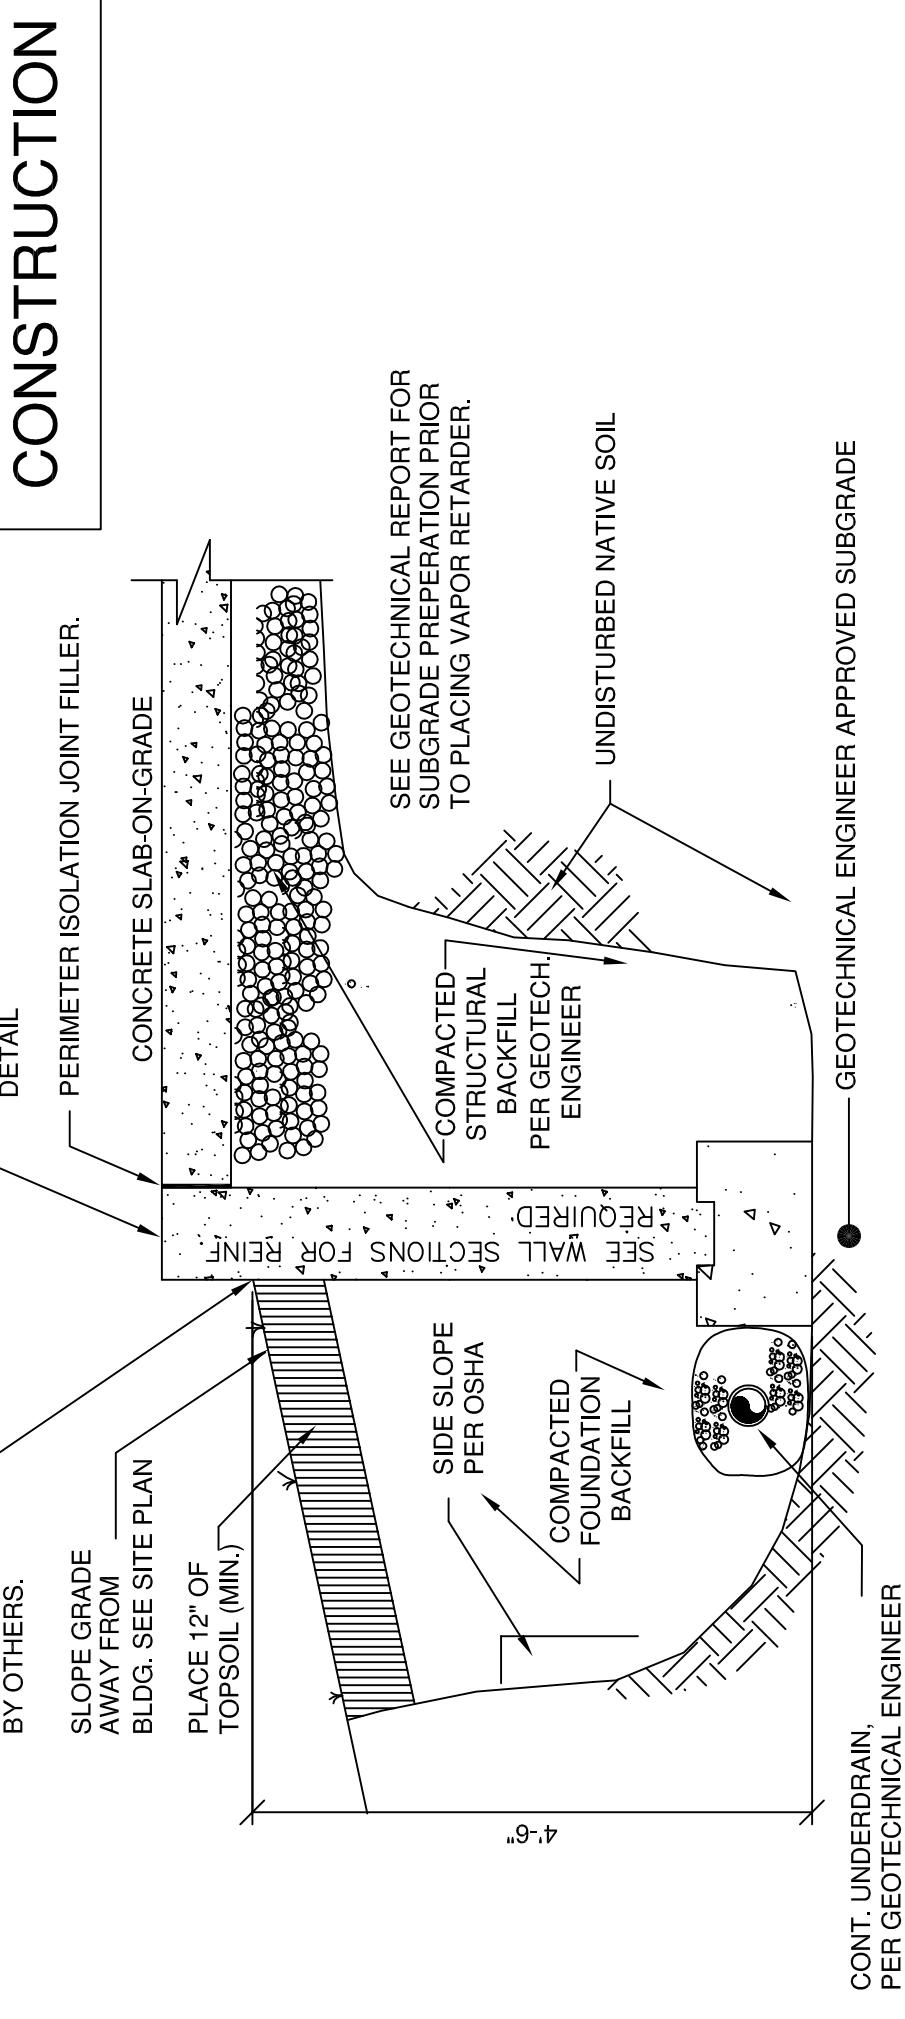 CONSTRUCTION
DETAIL
PERIMETER ISOLATION JOINT FILLER.
CONCRETE SLAB-ON-GRADE
BY OTHERS.
SLOPE GRADE
AWAY FROM
BLDG. SEE SITE PLAN
PLACE 12" OF
TOPSOIL (MIN.)
SEE GEOTECHNICAL REPORT FOR
SUBGRADE PREPERATION PRIOR
TO PLACING VAPOR RETARDER.
SEE WALL SECTIONS FOR REINF.
REQUIRED
COMPACTED
STRUCTURAL
BACKFILL
PER GEOTECH.
ENGINEER
SIDE SLOPE
PER OSHA
COMPACTED
FOUNDATION
BACKFILL
UNDISTURBED NATIVE SOIL
4'-6"
GEOTECHNICAL ENGINEER APPROVED SUBGRADE
CONT. UNDERDRAIN,
PER GEOTECHNICAL ENGINEER